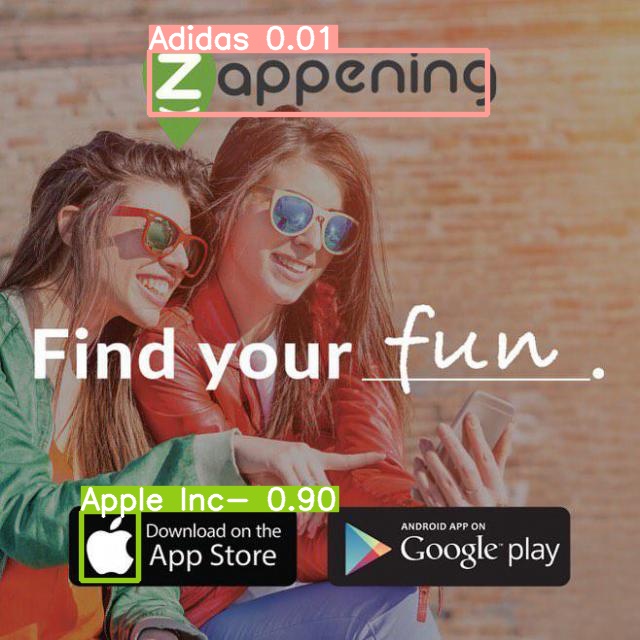 Adidas 0.01
Zappening
Find your fun.
Apple Inc- 0.90
Download on the
App Store
ANDROID APP ON
Google play